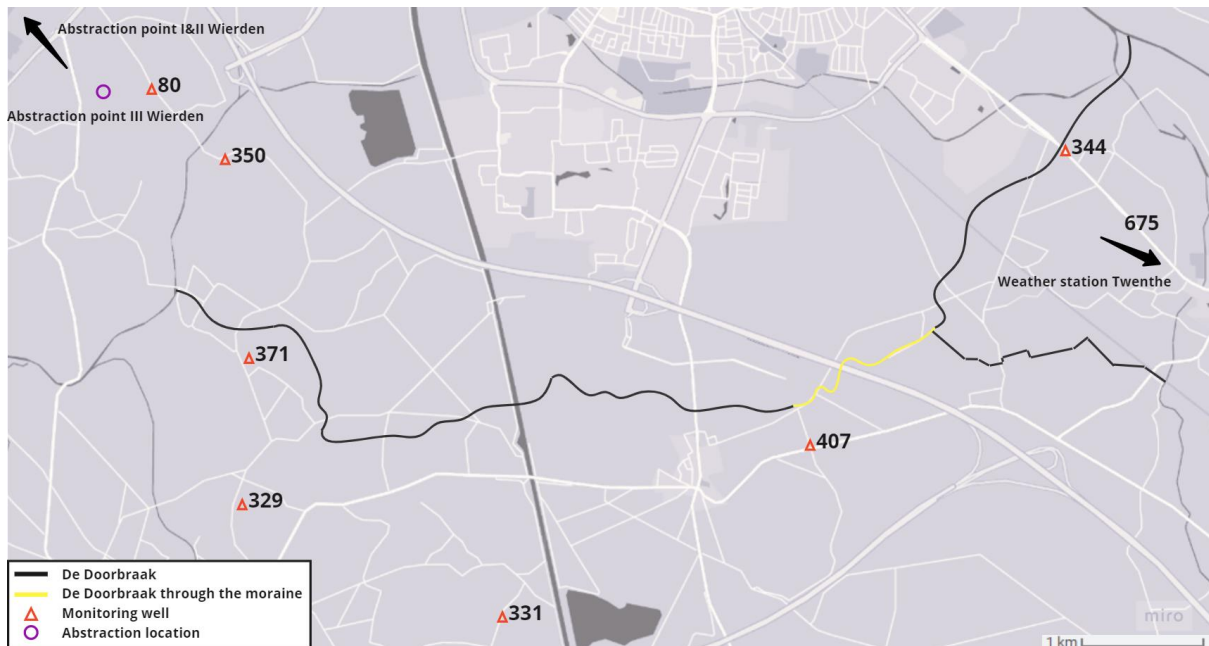 Abstraction point I&II Wierden
80
Abstraction point III Wierden
350
344
675
Weather station Twenthe
371
407
329
331
De Doorbraak
De Doorbraak through the moraine
Monitoring well
Abstraction location
miro
1 km